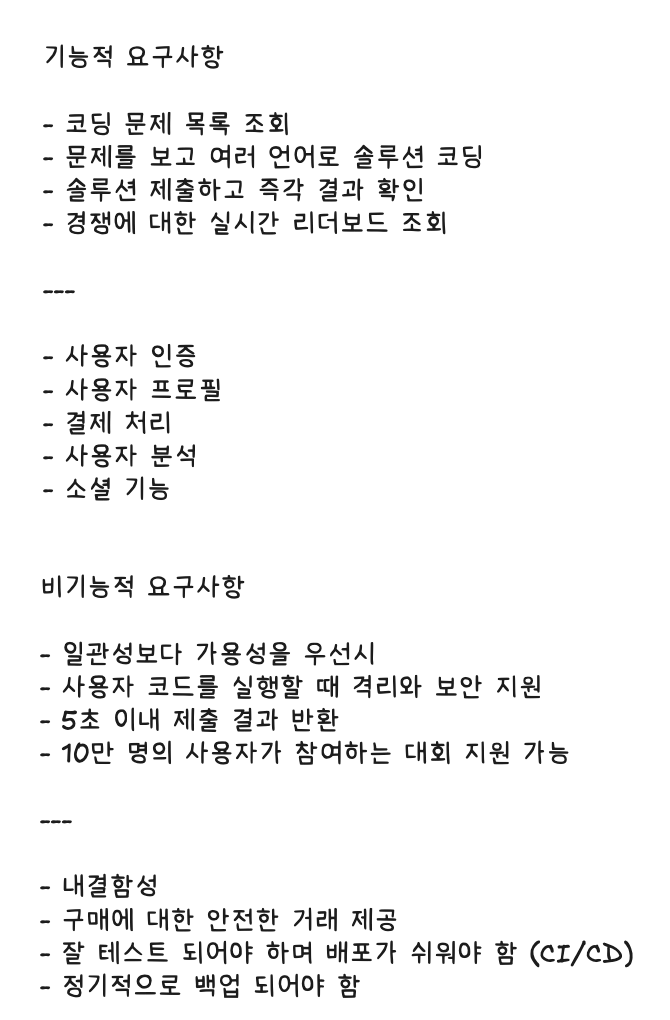 기능적 요구사항
- 코딩 문제 목록 조회
- 문제를 보고 여러 언어로 솔루션 코딩
- 솔루션 제출하고 즉각 결과 확인
- 경쟁에 대한 실시간 리더보드 조회
---
- 사용자 인증
- 사용자 프로필
- 결제 처리
- 사용자 분석
- 소셜 기능
비기능적 요구사항
- 일관성보다 가용성을 우선시
- 사용자 코드를 실행할 때 격리와 보안 지원
- 5초 이내 제출 결과 반환
- 10만 명의 사용자가 참여하는 대회 지원 가능
---
- 내결함성
- 구매에 대한 안전한 거래 제공
- 잘 테스트 되어야 하며 배포가 쉬워야 함 (CI/CD)
- 정기적으로 백업 되어야 함